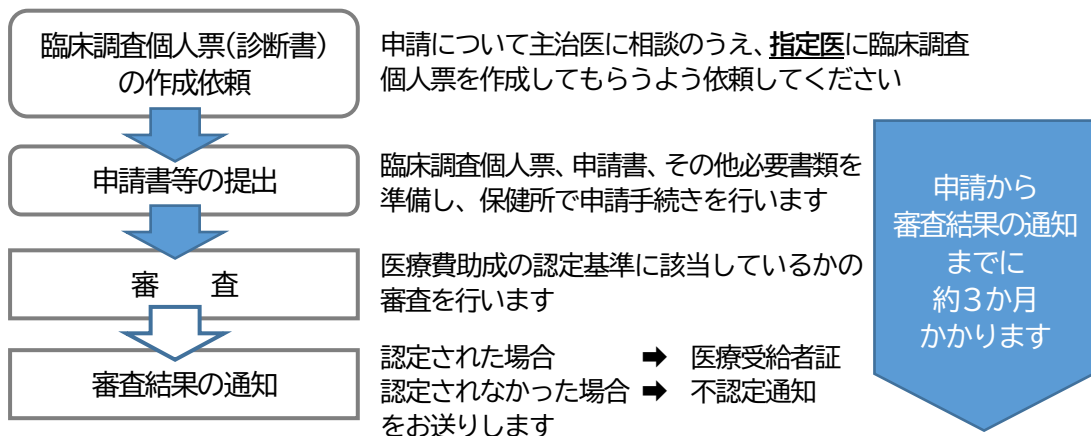 臨床調査個人票(診断書)
の作成依頼
申請について主治医に相談のうえ、指定医に臨床調査
個人票を作成してもらうよう依頼してください
申請書等の提出
臨床調査個人票、申請書、その他必要書類を
準備し、保健所で申請手続きを行います
審　　査
医療費助成の認定基準に該当しているかの
審査を行います
審査結果の通知
認定された場合　　　➡　医療受給者証
認定されなかった場合 ➡　不認定通知
をお送りします
申請から
審査結果の通知
までに
約３か月
かかります